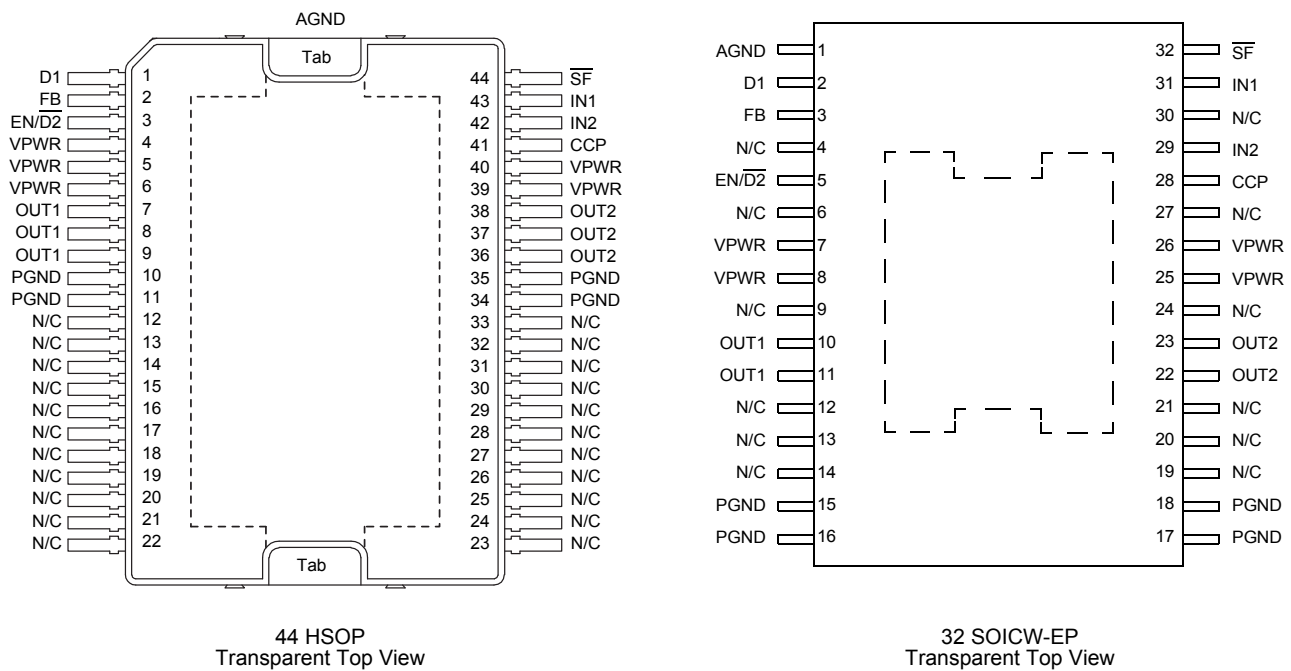 AGND
Tab
D1 1
FB 2
EN/D2 3
VPWR 4
VPWR 5
VPWR 6
OUT1 7
OUT1 8
OUT1 9
PGND 10
PGND 11
N/C 12
N/C 13
N/C 14
N/C 15
N/C 16
N/C 17
N/C 18
N/C 19
N/C 20
N/C 21
N/C 22
44 SF
43 IN1
42 IN2
41 CCP
40 VPWR
39 VPWR
38 OUT2
37 OUT2
36 OUT2
35 PGND
34 PGND
33 N/C
32 N/C
31 N/C
30 N/C
29 N/C
28 N/C
27 N/C
26 N/C
25 N/C
24 N/C
23 N/C
Tab
44 HSOP
Transparent Top View
AGND 1
D1 2
FB 3
N/C 4
EN/D2 5
N/C 6
VPWR 7
VPWR 8
N/C 9
OUT1 10
OUT1 11
N/C 12
N/C 13
N/C 14
PGND 15
PGND 16
32 SF
31 IN1
30 N/C
29 IN2
28 CCP
27 N/C
26 VPWR
25 VPWR
24 N/C
23 OUT2
22 OUT2
21 N/C
20 N/C
19 N/C
18 PGND
17 PGND
32 SOICW-EP
Transparent Top View